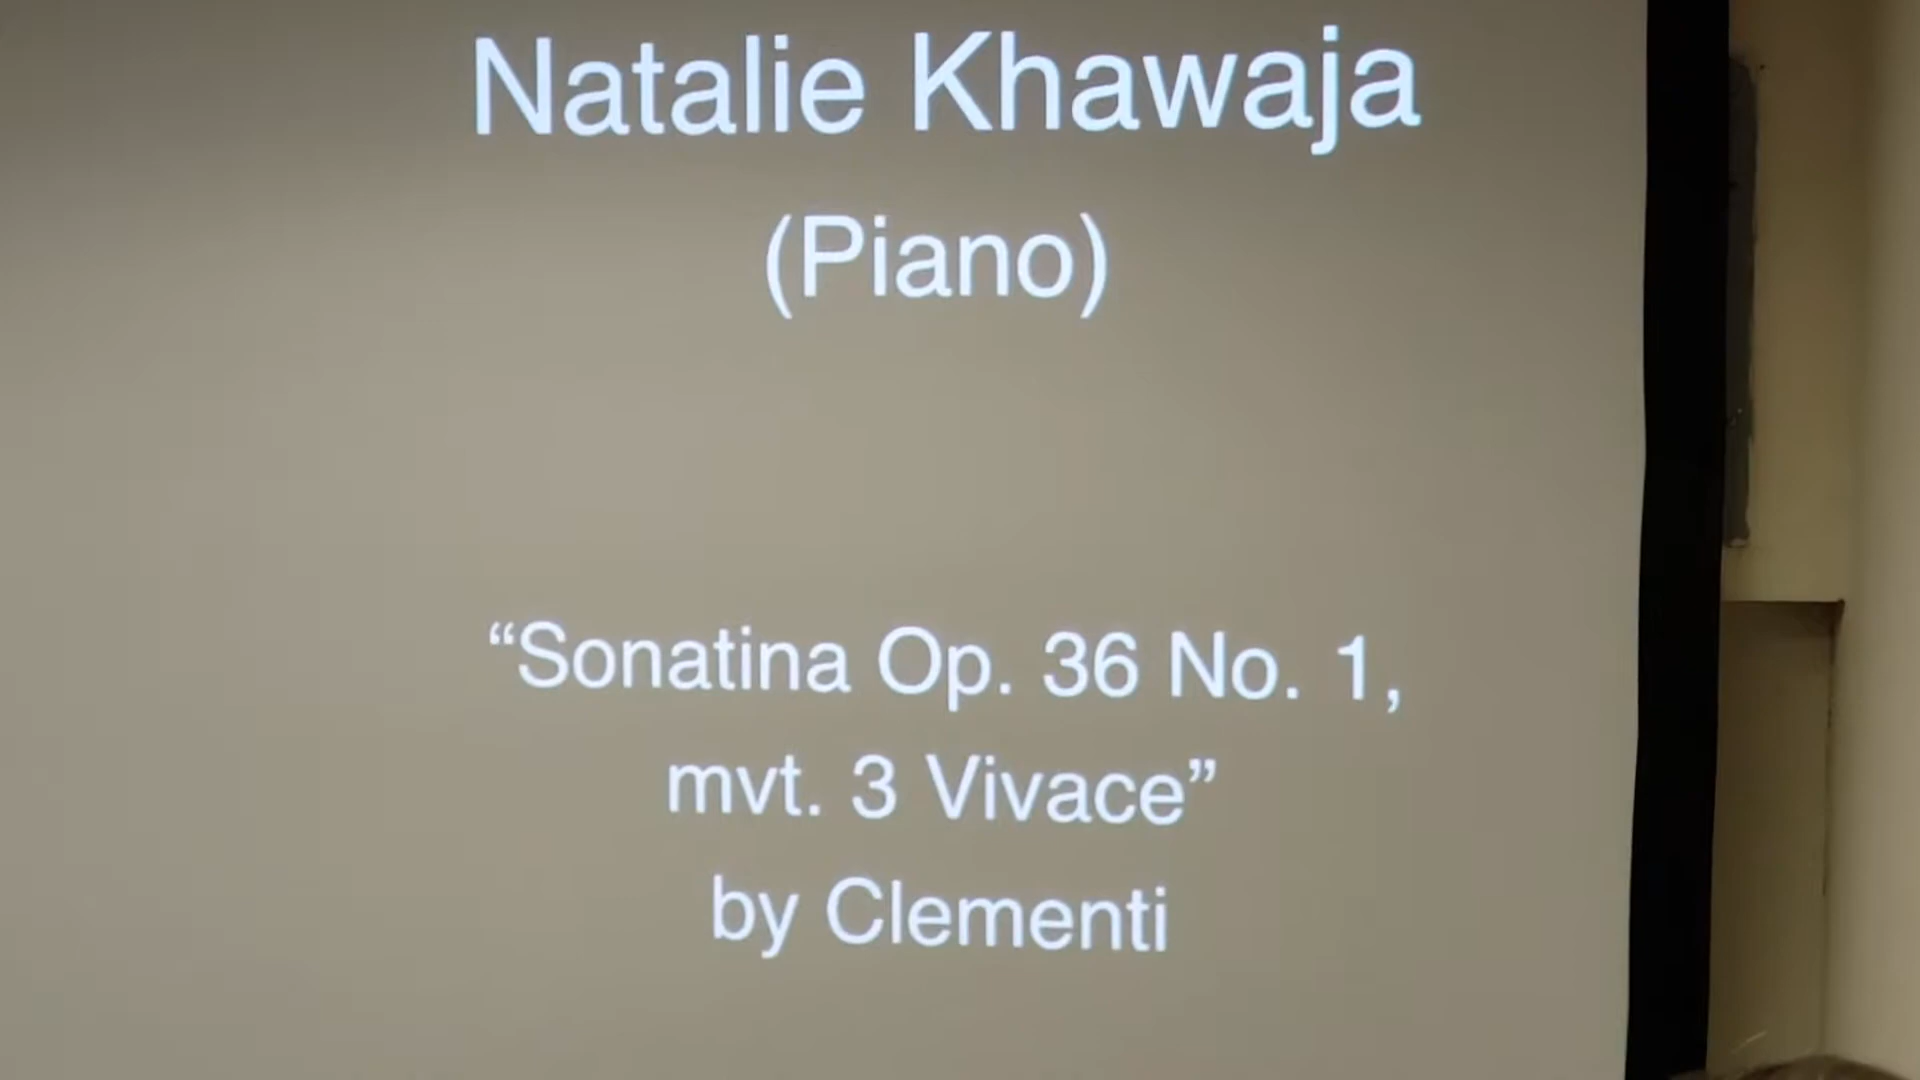 Natalie Khawaja
(Piano)
“Sonatina Op. 36 No. 1,
mvt. 3 Vivace”
by Clementi